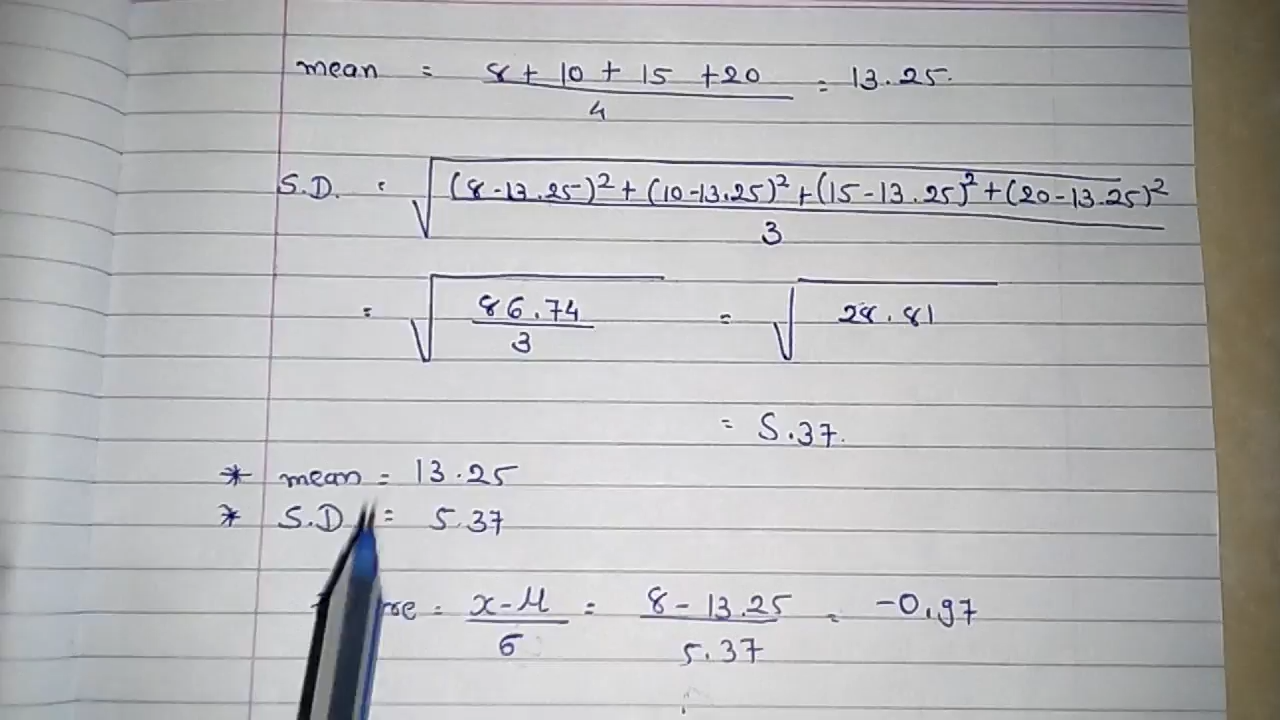 mean = 8 + 10 + 15 + 20 / 4 = 13.25.
S.D. = √((8-13.25)² + (10-13.25)² + (15-13.25)² + (20-13.25)² / 3)
= √(86.74 / 3) = √28.81
= 5.37.
* mean = 13.25
* S.D = 5.37
= x-μ / σ = 8 - 13.25 / 5.37 = -0.97